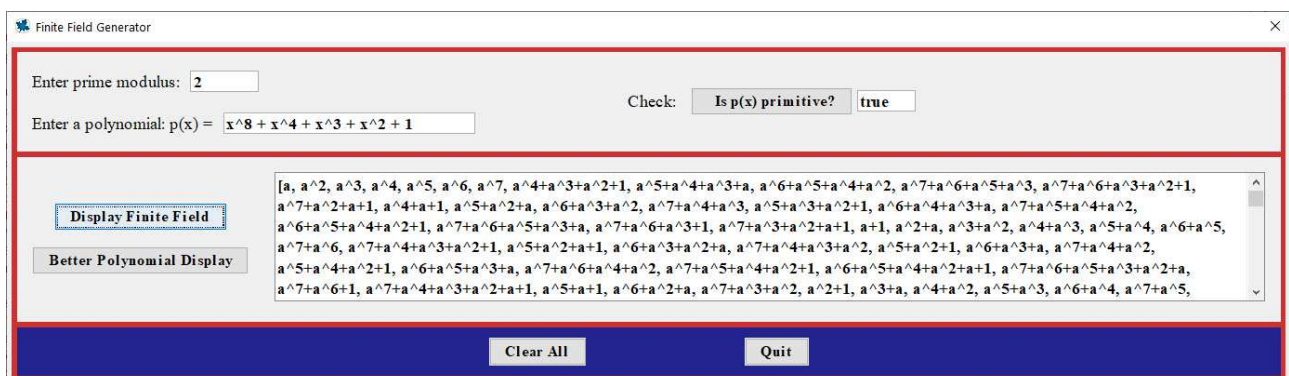 Finite Field Generator
Enter prime modulus: 2
Check: Is p(x) primitive? true
Enter a polynomial: p(x) = x^8 + x^4 + x^3 + x^2 + 1
[a, a^2, a^3, a^4, a^5, a^6, a^7, a^4+a^3+a^2+1, a^5+a^4+a^3+a, a^6+a^5+a^4+a^2, a^7+a^6+a^5+a^3, a^7+a^6+a^3+a^2+1,
a^7+a^2+a+1, a^4+a+1, a^5+a^2+a, a^6+a^3+a^2, a^7+a^4+a^3, a^5+a^3+a^2+1, a^6+a^4+a^3+a, a^7+a^5+a^4+a^2,
a^6+a^5+a^4+a^2+1, a^7+a^6+a^5+a^3+a, a^7+a^6+a^3+1, a^7+a^3+a^2+a+1, a+1, a^2+a, a^3+a^2, a^4+a^3, a^5+a^4, a^6+a^5,
a^7+a^6, a^7+a^4+a^3+a^2+1, a^5+a^2+a+1, a^6+a^3+a^2+a, a^7+a^4+a^3+a^2, a^5+a^2+1, a^6+a^3+a, a^7+a^4+a^2,
a^5+a^4+a^2+1, a^6+a^5+a^3+a, a^7+a^6+a^4+a^2, a^7+a^5+a^4+a^2+1, a^6+a^5+a^4+a^2+a+1, a^7+a^6+a^5+a^3+a^2+a,
a^7+a^6+1, a^7+a^4+a^3+a^2+a+1, a^5+a+1, a^6+a^2+a, a^7+a^3+a^2, a^2+1, a^3+a, a^4+a^2, a^5+a^3, a^6+a^4, a^7+a^5,
Display Finite Field
Better Polynomial Display
Clear All
Quit